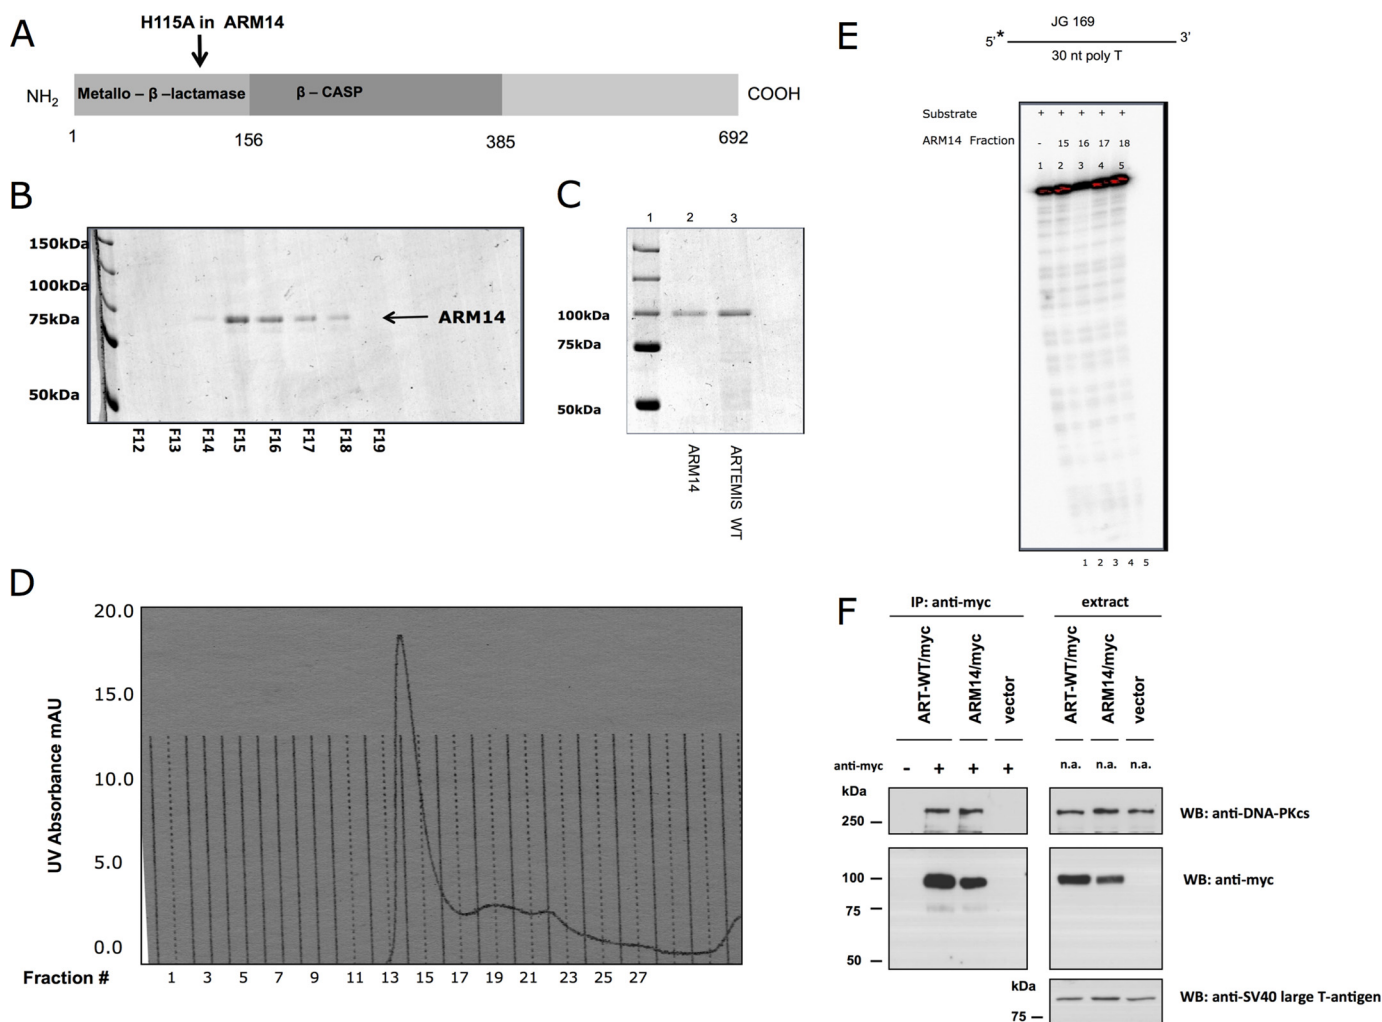 A
H115A in ARM14
NH2 Metallo – β –lactamase β – CASP COOH
1 156 385 692
B
150kDa
100kDa
75kDa
50kDa
ARM14
F12 F13 F14 F15 F16 F17 F18 F19
C
1 2 3
100kDa
75kDa
50kDa
ARM14 ARTEMIS WT
D
UV Absorbance mAU
20.0
15.0
10.0
5.0
0.0
Fraction # 1 3 5 7 9 11 13 15 17 19 21 23 25 27
E
JG 169
5'* 3'
30 nt poly T
Substrate + + + + +
ARM14 Fraction - 15 16 17 18
1 2 3 4 5
1 2 3 4 5
F
IP: anti-myc extract
ART-WT/myc ARM14/myc vector ART-WT/myc ARM14/myc vector
anti-myc - + + + n.a. n.a. n.a.
kDa
250 WB: anti-DNA-PKcs
100 WB: anti-myc
75
50
kDa
WB: anti-SV40 large T-antigen
75